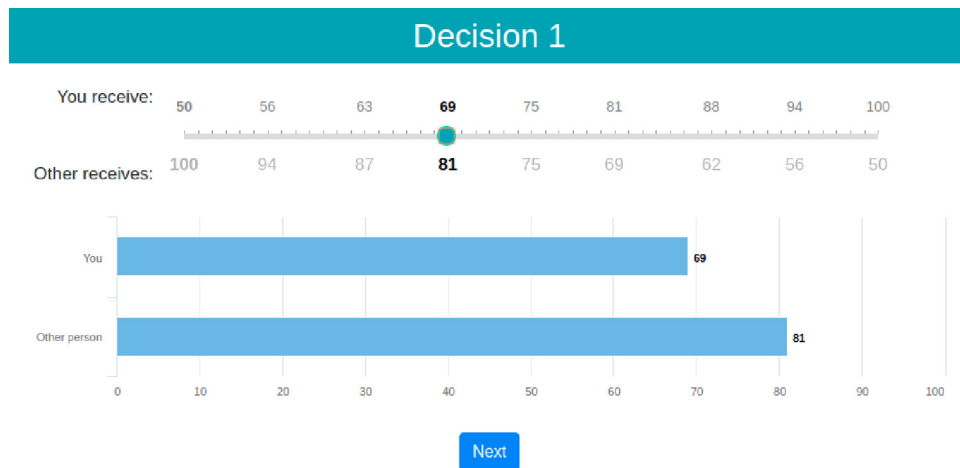 Decision 1
You receive: 50 56 63 69 75 81 88 94 100
Other receives: 100 94 87 81 75 69 62 56 50
You 69
Other person 81
0 10 20 30 40 50 60 70 80 90 100
Next